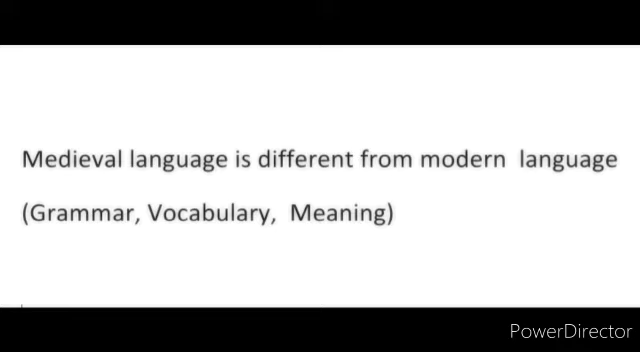 Medieval language is different from modern  language
(Grammar, Vocabulary,  Meaning)
PowerDirector